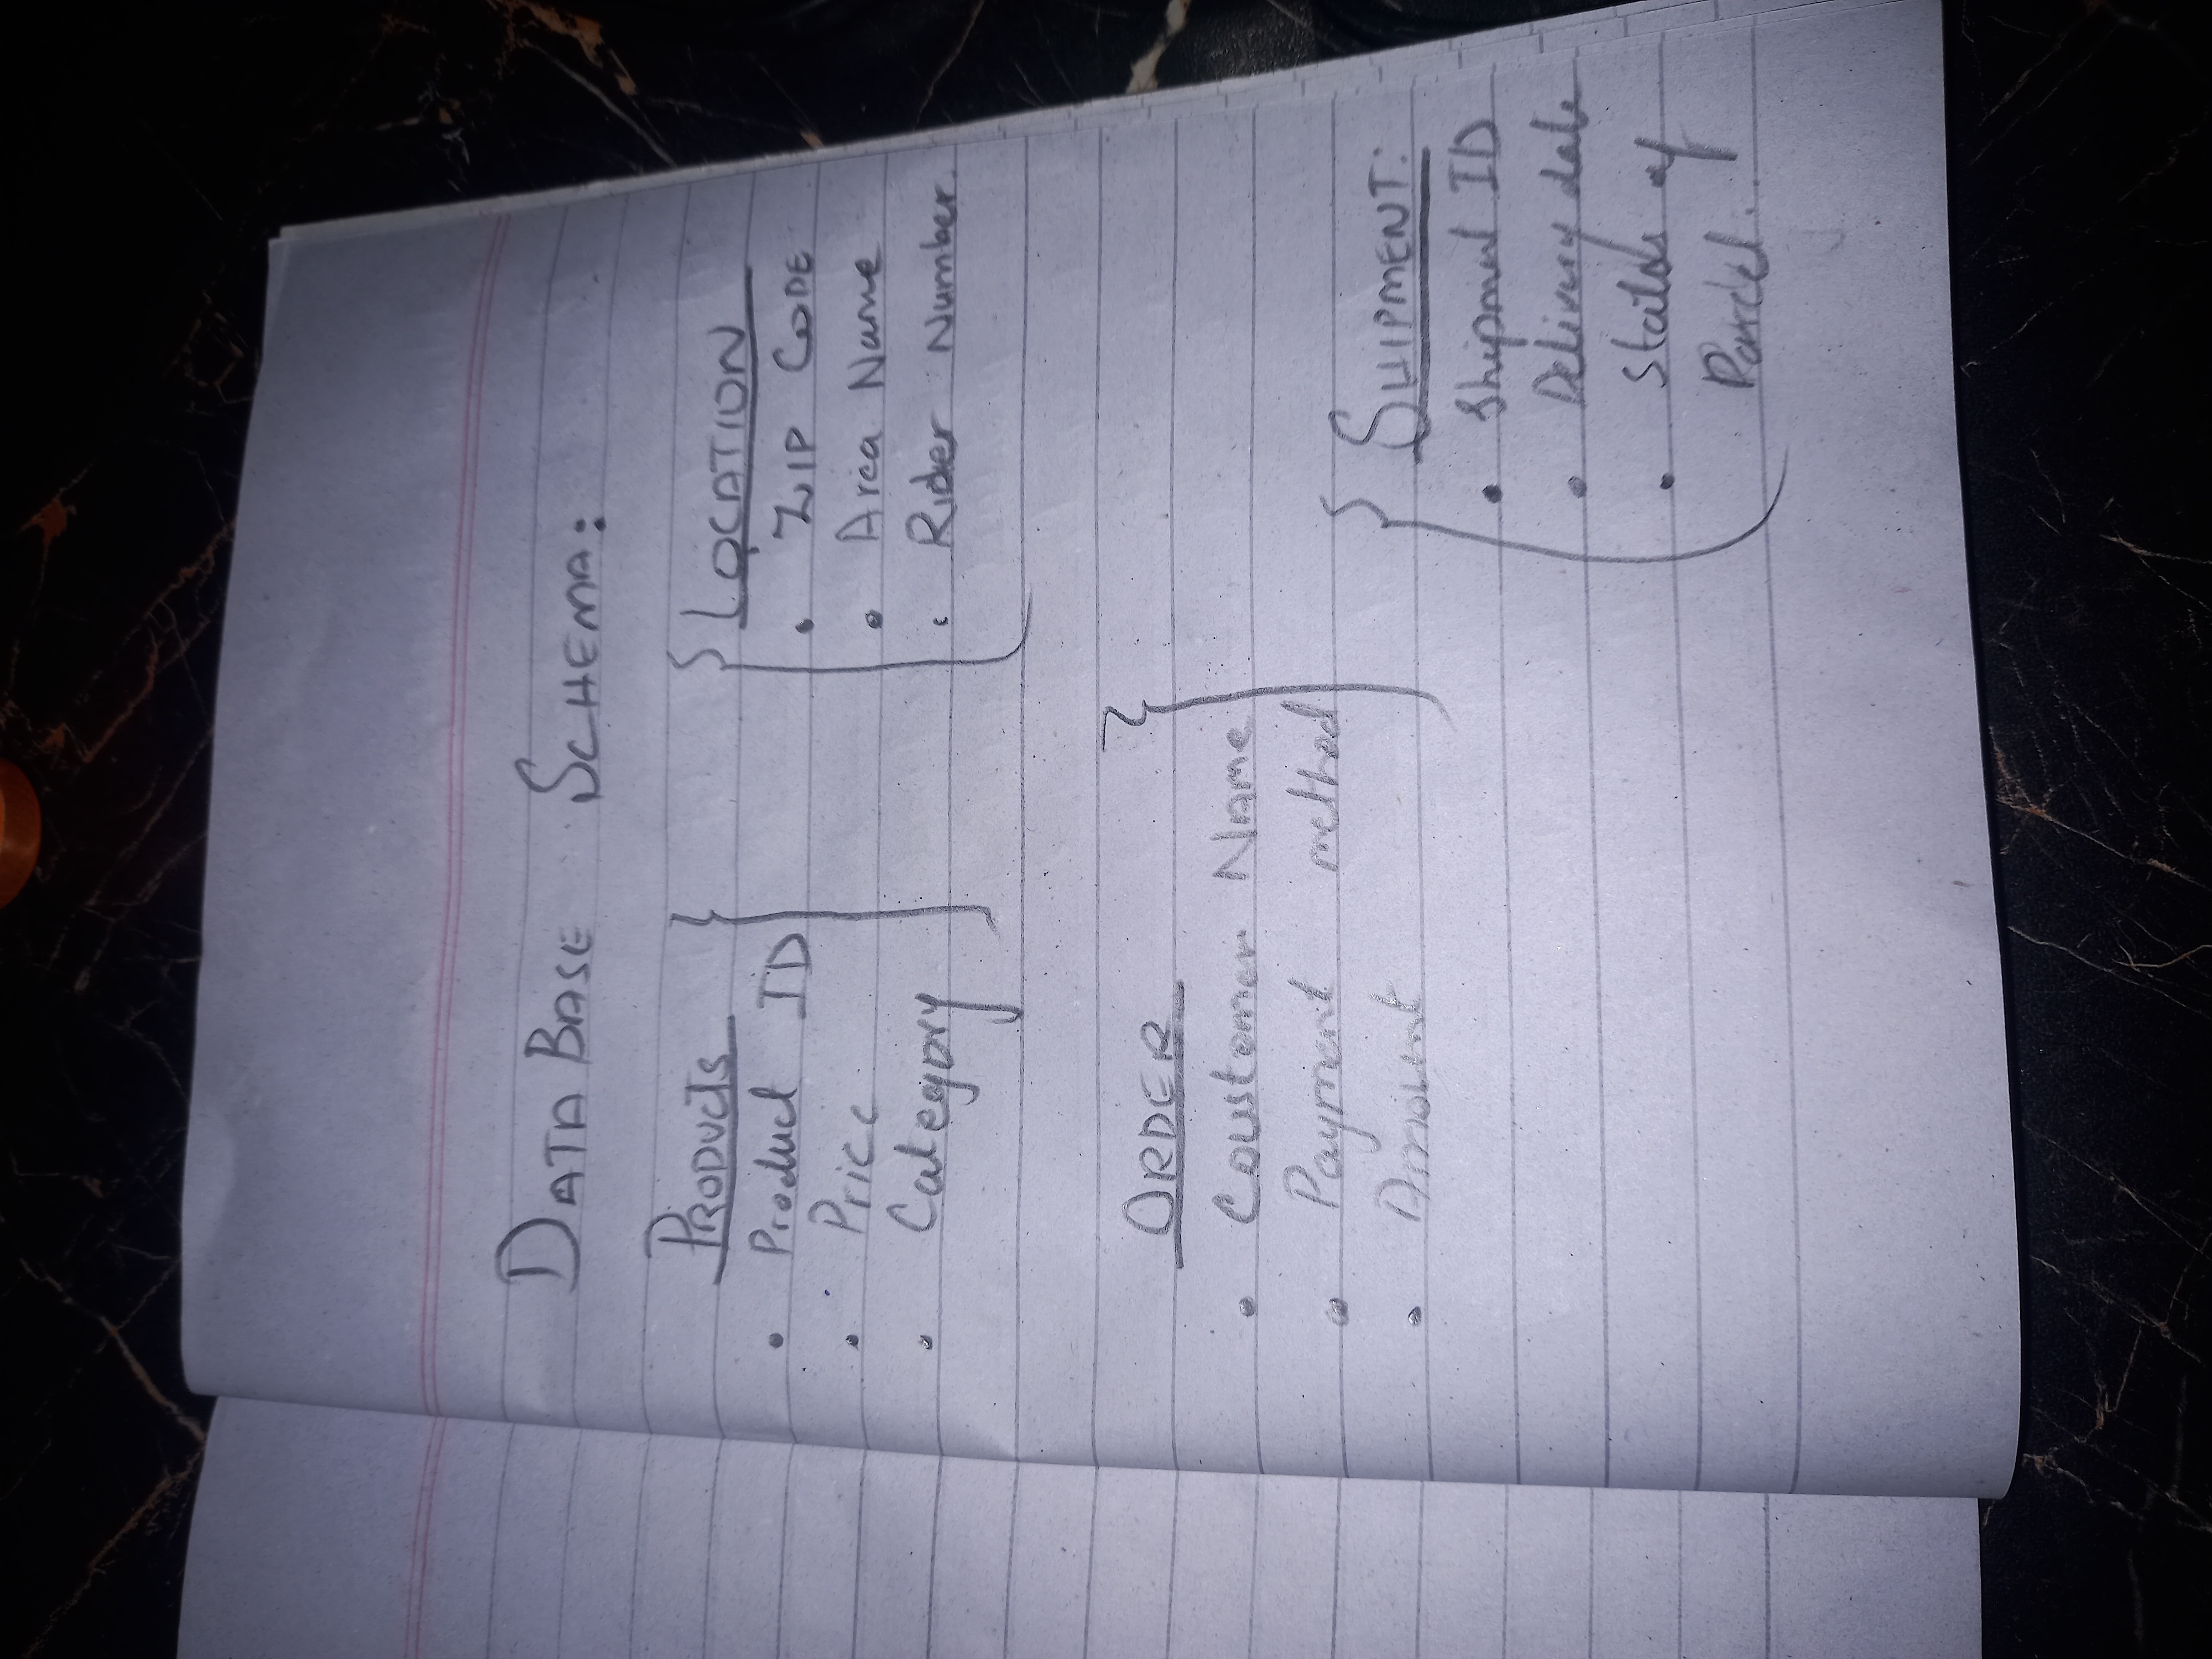 DATA BASE SCHEMA:
PRODUCTS
• Product ID
• Price
• Category
LOCATION
• ZIP CODE
• Area Name
• Rider Number.
ORDER
• Coustomer Name
• Payment method
• Amount
SHIPMENT:
• Shipment ID
• Delivery date
• Status of
Parcel.